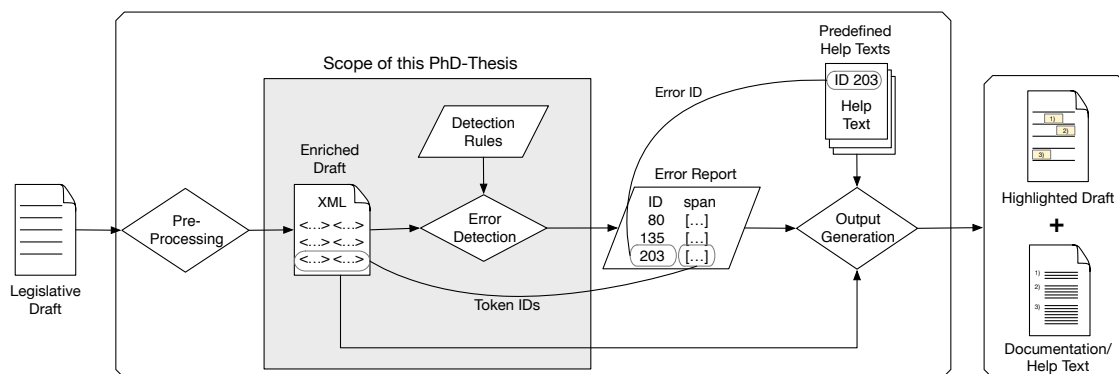 Legislative
Draft
Pre-
Processing
Scope of this PhD-Thesis
Enriched
Draft
XML
<...> <...>
<...> <...>
<...> <...>
Detection
Rules
Error
Detection
Token IDs
Error ID
Error Report
ID span
80 [...]
135 [...]
203 [...]
Predefined
Help Texts
ID 203
Help
Text
Output
Generation
1)
2)
3)
Highlighted Draft
+
1)
2)
3)
Documentation/
Help Text